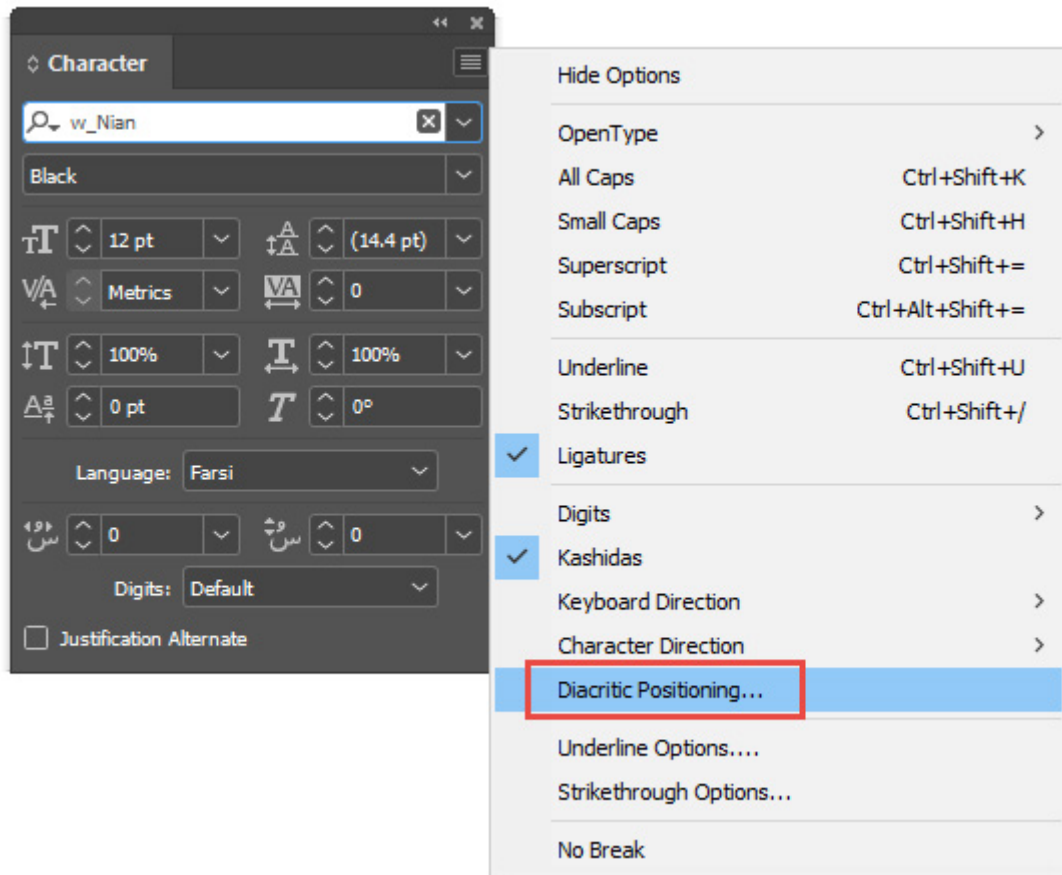 Character
w_Nian
Black
12 pt
(14.4 pt)
Metrics
0
100%
100%
0 pt
0°
Language: Farsi
0
0
Digits: Default
Justification Alternate
Hide Options
OpenType
All Caps Ctrl+Shift+K
Small Caps Ctrl+Shift+H
Superscript Ctrl+Shift+=
Subscript Ctrl+Alt+Shift+=
Underline Ctrl+Shift+U
Strikethrough Ctrl+Shift+/
Ligatures
Digits
Kashidas
Keyboard Direction
Character Direction
Diacritic Positioning...
Underline Options....
Strikethrough Options...
No Break